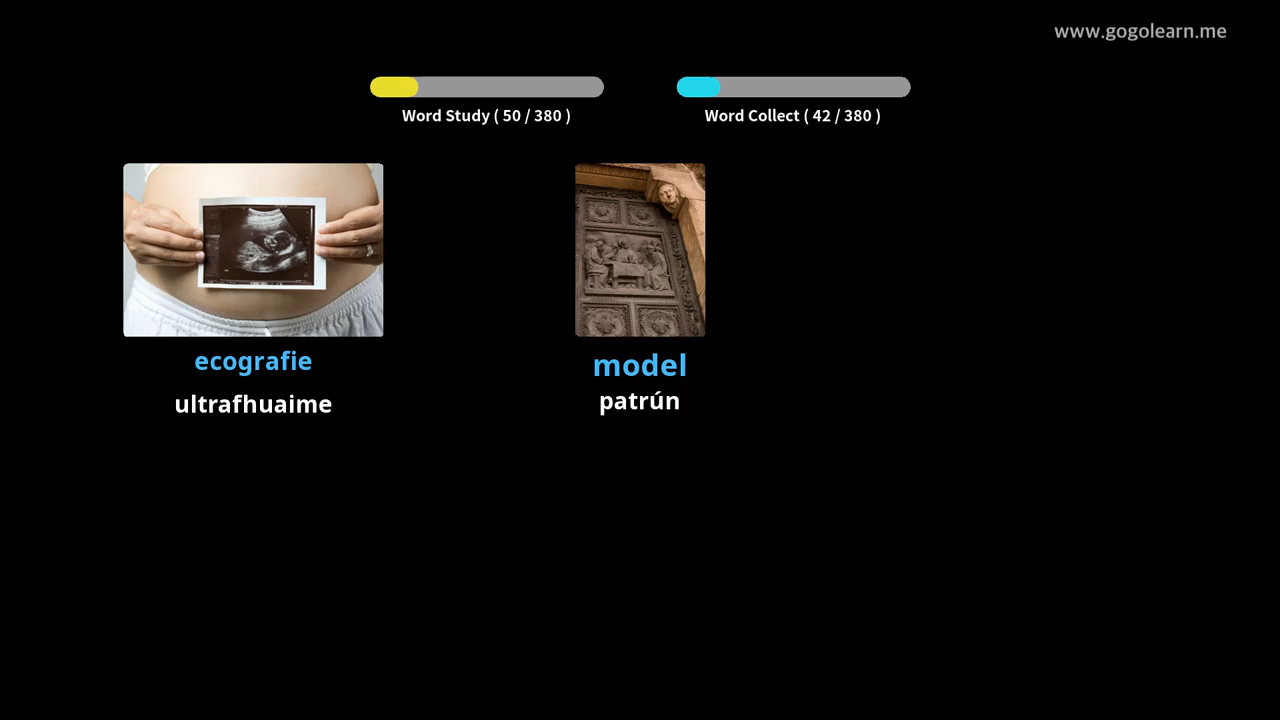 www.gogolearn.me
Word Study ( 50 / 380 )
Word Collect ( 42 / 380 )
ecografie
ultrafhuaime
model
patrún